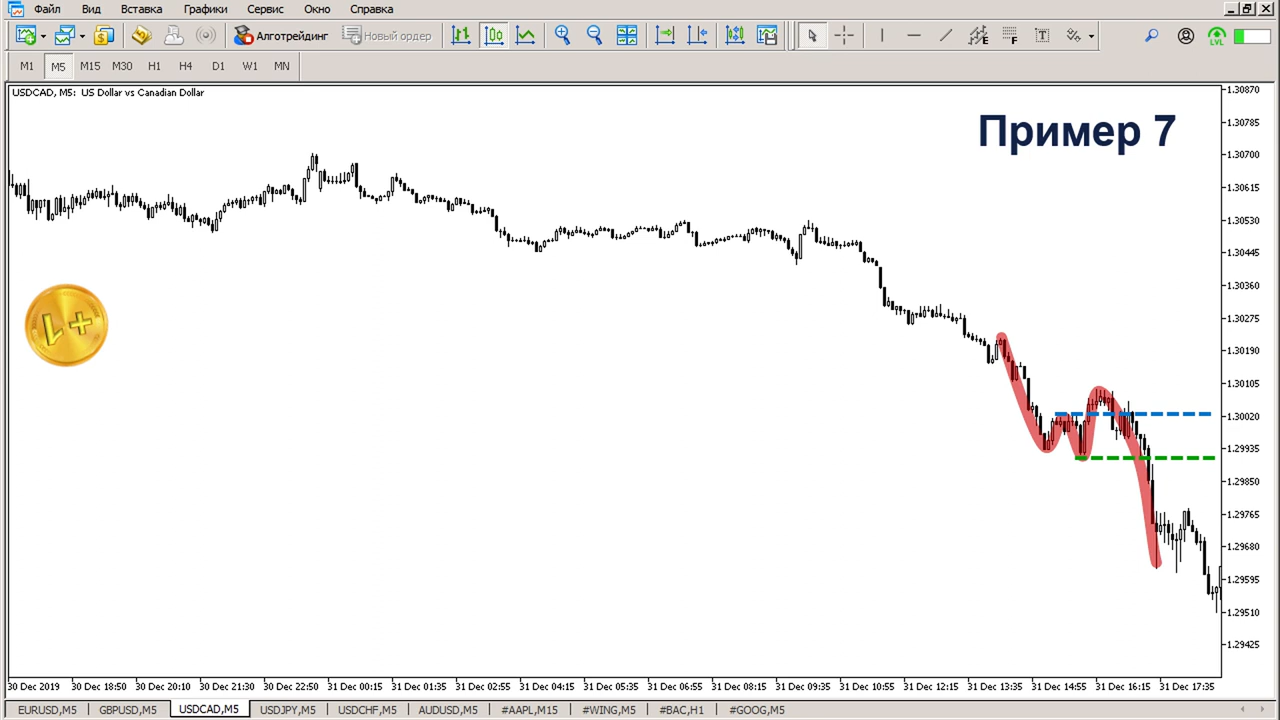 Файл Вид Вставка Графики Сервис Окно Справка
Алготрейдинг Новый ордер E F T LVL
M1 M5 M15 M30 H1 H4 D1 W1 MN
USDCAD, M5: US Dollar vs Canadian Dollar
1.30870
Пример 7
1.30785
1.30700
1.30615
1.30530
1.30445
1.30360
+1
1.30275
1.30190
1.30105
1.30020
1.29935
1.29850
1.29765
1.29680
1.29595
1.29510
1.29425
30 Dec 2019 30 Dec 18:50 30 Dec 20:10 30 Dec 21:30 30 Dec 22:50 31 Dec 00:15 31 Dec 01:35 31 Dec 02:55 31 Dec 04:15 31 Dec 05:35 31 Dec 06:55 31 Dec 08:15 31 Dec 09:35 31 Dec 10:55 31 Dec 12:15 31 Dec 13:35 31 Dec 14:55 31 Dec 16:15 31 Dec 17:35
EURUSD,M5 GBPUSD,M5 USDCAD,M5 USDJPY,M5 USDCHF,M5 AUDUSD,M5 #AAPL,M15 #WING,M5 #BAC,H1 #GOOG,M5